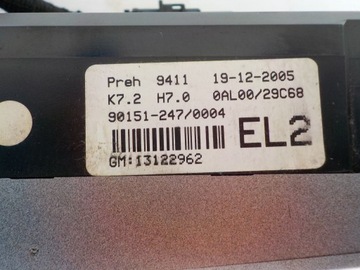 Preh 9411 19-12-2005
K7.2 H7.0 0AL00/29C68
90151-247/0004
EL2
GM:13122962